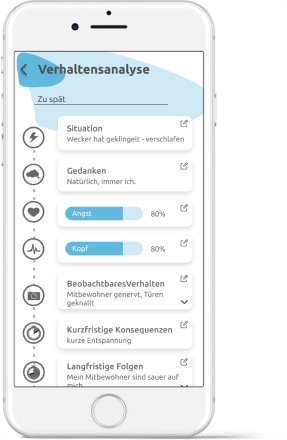 Verhaltensanalyse
Zu spät
Situation
Wecker hat geklingelt - verschlafen
Gedanken
Natürlich, immer ich.
Angst 80%
Kopf 80%
BeobachtbaresVerhalten
Mitbewohner genervt, Türen
geknallt
Kurzfristige Konsequenzen
kurze Entspannung
Langfristige Folgen
Mein Mitbewohner sind sauer auf
mich